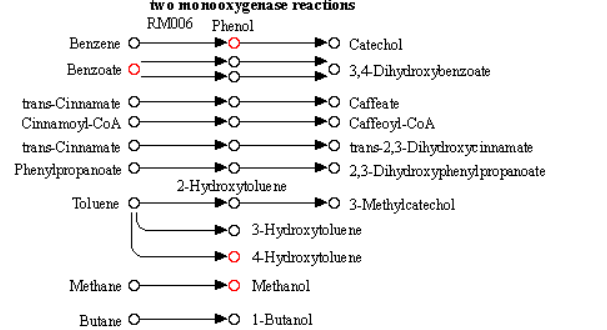 two monooxygenase reactions
RM006 Phenol
Benzene Catechol
Benzoate 3,4-Dihydroxybenzoate
trans-Cinnamate Caffeate
Cinnamoyl-CoA Caffeoyl-CoA
trans-Cinnamate trans-2,3-Dihydroxycinnamate
Phenylpropanoate 2,3-Dihydroxyphenylpropanoate
2-Hydroxytoluene
Toluene 3-Methylcatechol
3-Hydroxytoluene
4-Hydroxytoluene
Methane Methanol
Butane 1-Butanol